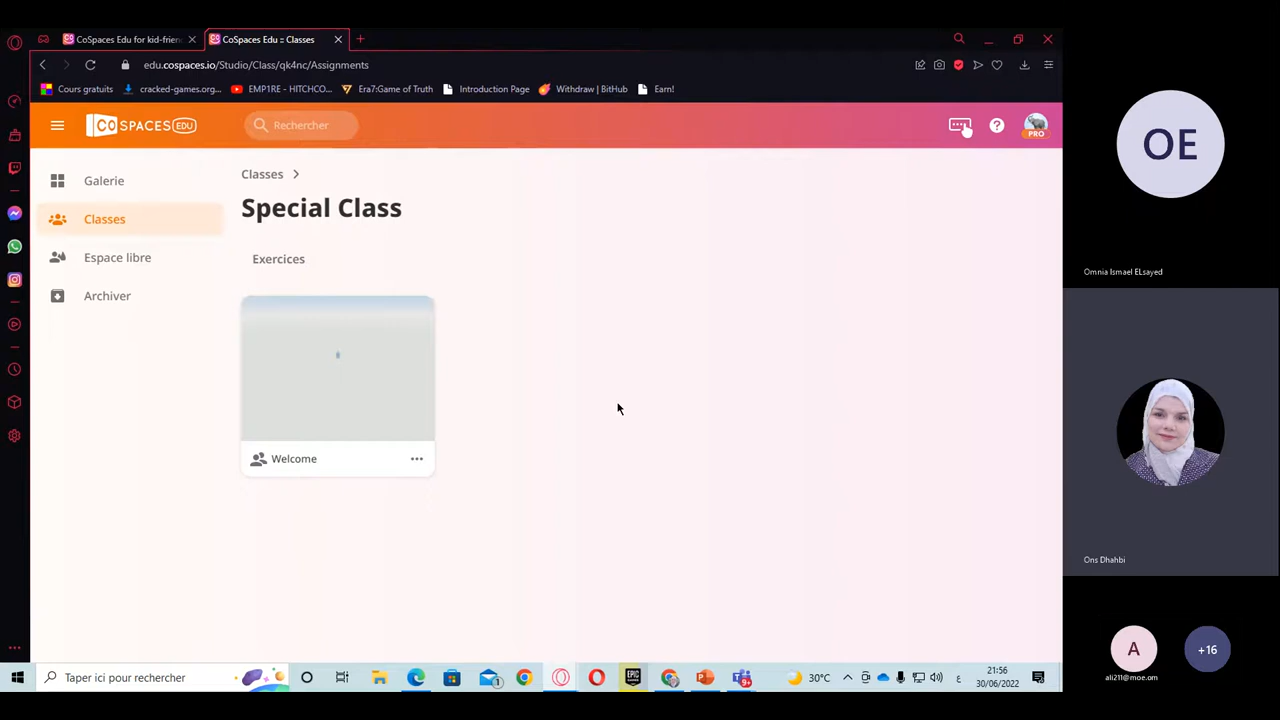 CoSpaces Edu for kid-frien
CoSpaces Edu :: Classes
edu.cospaces.io/Studio/Class/qk4nc/Assignments
Cours gratuits
cracked-games.org...
EMP1RE - HITCHCO...
Era7:Game of Truth
Introduction Page
Withdraw | BitHub
Earn!
COSPACES EDU
Rechercher
PRO
Galerie
Classes
Espace libre
Archiver
Classes
Special Class
Exercices
Welcome
OE
Omnia Ismael ELsayed
Ons Dhahbi
A
+16
ali211@moe.om
Taper ici pour rechercher
EPIC
30°C
ع
21:56
30/06/2022